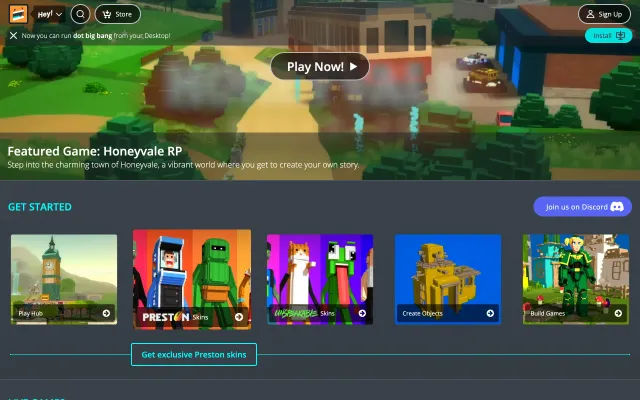 Hey!
Store
Sign Up
Now you can run dot big bang from your Desktop!
Install
Play Now!
Featured Game: Honeyvale RP
Step into the charming town of Honeyvale, a vibrant world where you get to create your own story.
GET STARTED
Join us on Discord
Play Hub
PRESTON Skins
UNSPEAKABLE Skins
Create Objects
Build Games
Get exclusive Preston skins